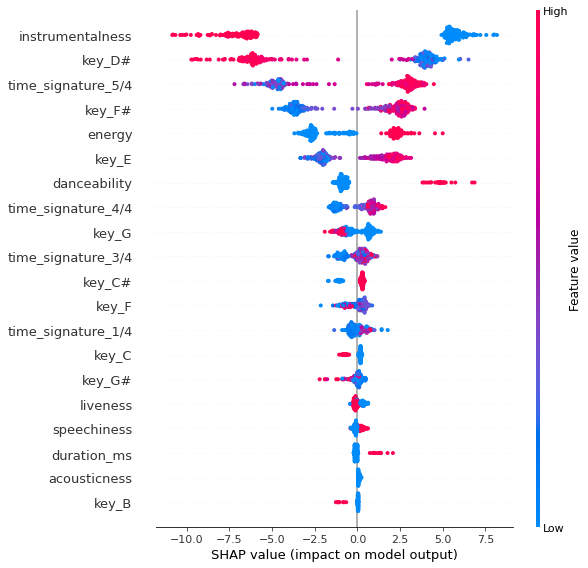 High
instrumentalness
key_D#
time_signature_5/4
key_F#
energy
key_E
danceability
time_signature_4/4
key_G
time_signature_3/4
key_C#
key_F
time_signature_1/4
key_C
key_G#
liveness
speechiness
duration_ms
acousticness
key_B
Feature value
Low
−10.0 −7.5 −5.0 −2.5 0.0 2.5 5.0 7.5
SHAP value (impact on model output)